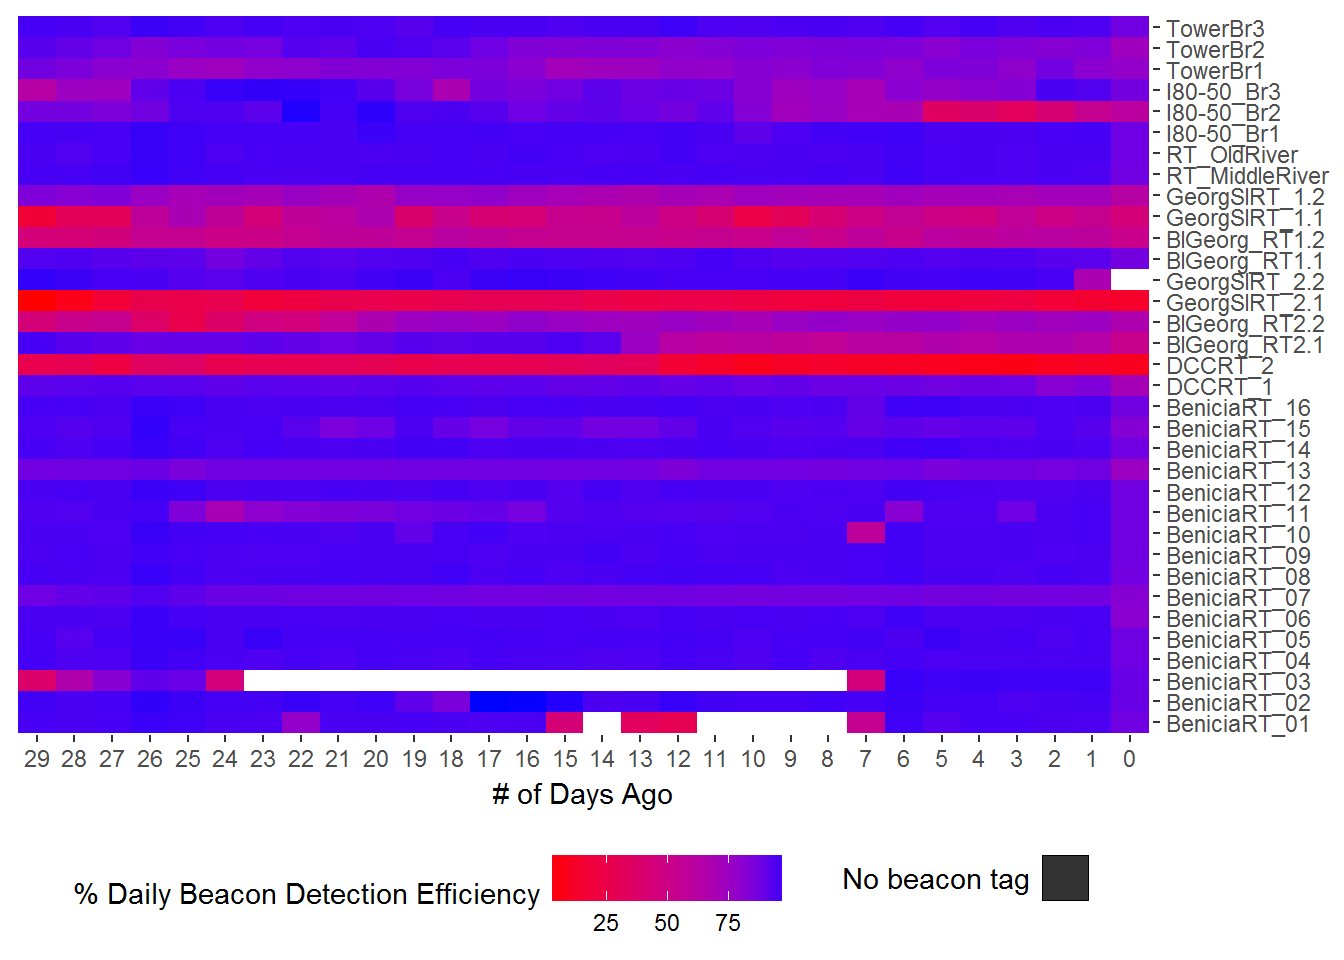 TowerBr3
TowerBr2
TowerBr1
I80-50_Br3
I80-50_Br2
I80-50_Br1
RT_OldRiver
RT_MiddleRiver
GeorgSlRT_1.2
GeorgSlRT_1.1
BlGeorg_RT1.2
BlGeorg_RT1.1
GeorgSlRT_2.2
GeorgSlRT_2.1
BlGeorg_RT2.2
BlGeorg_RT2.1
DCCRT_2
DCCRT_1
BeniciaRT_16
BeniciaRT_15
BeniciaRT_14
BeniciaRT_13
BeniciaRT_12
BeniciaRT_11
BeniciaRT_10
BeniciaRT_09
BeniciaRT_08
BeniciaRT_07
BeniciaRT_06
BeniciaRT_05
BeniciaRT_04
BeniciaRT_03
BeniciaRT_02
BeniciaRT_01
29 28 27 26 25 24 23 22 21 20 19 18 17 16 15 14 13 12 11 10 9 8 7 6 5 4 3 2 1 0
# of Days Ago
% Daily Beacon Detection Efficiency
25 50 75
No beacon tag